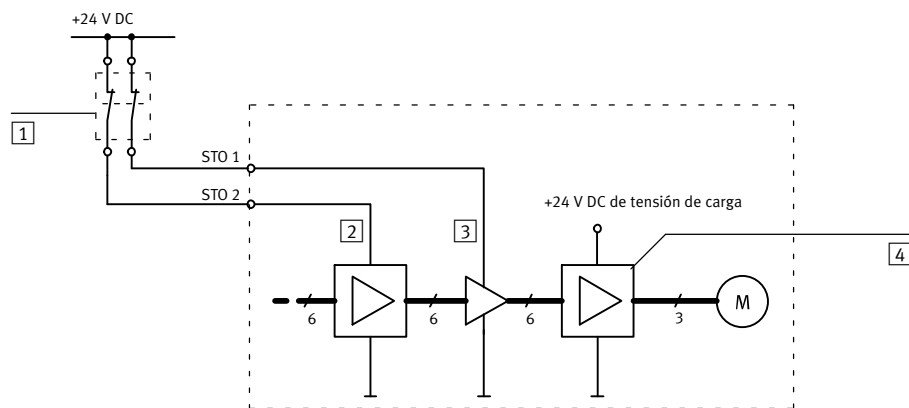 +24 V DC
1
STO 1
STO 2
2
3
+24 V DC de tensión de carga
4
6
6
6
3
M